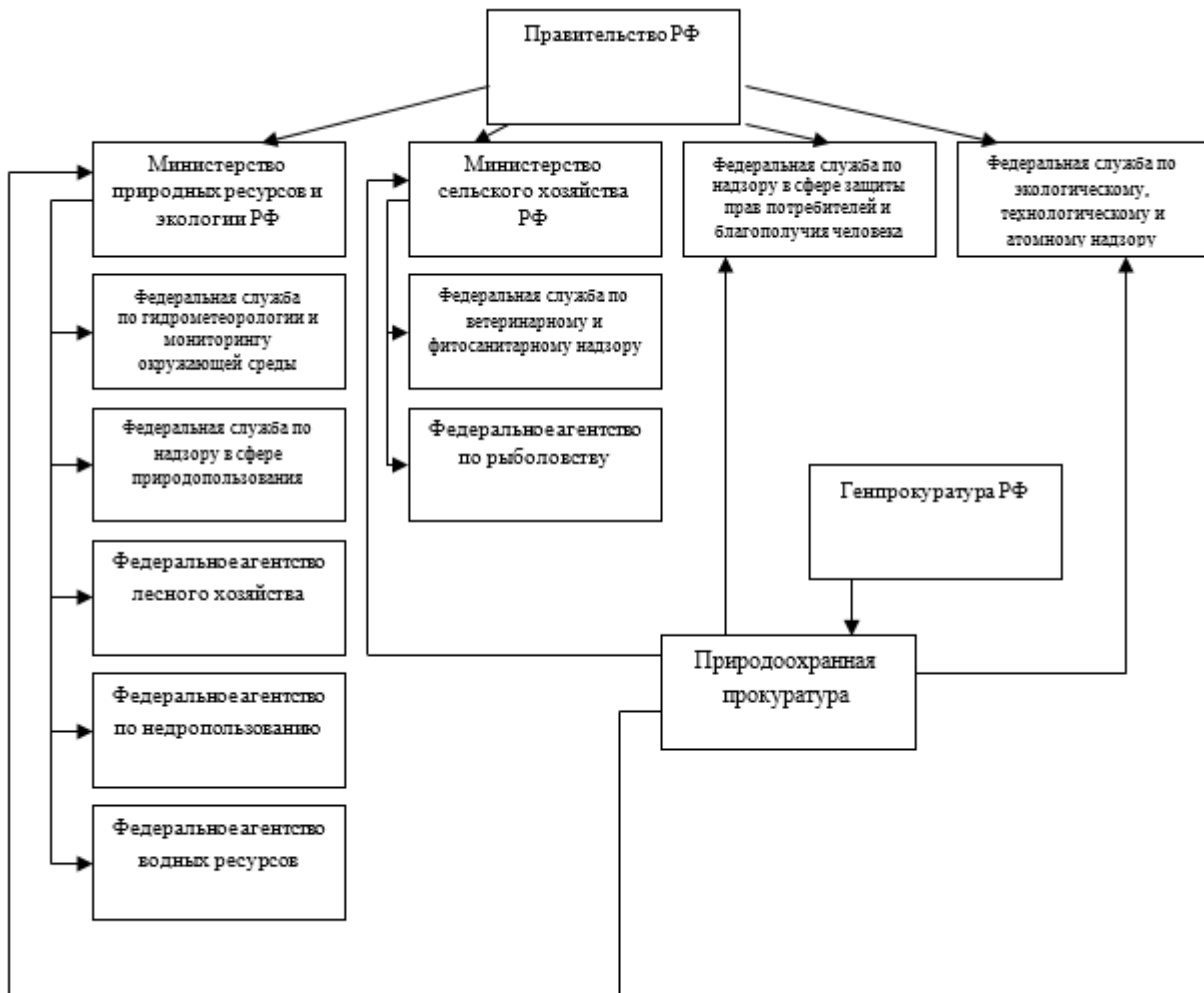 Правительство РФ
Министерство
природных ресурсов и
экологии РФ
Министерство
сельского хозяйства
РФ
Федеральная служба по
надзору в сфере защиты
прав потребителей и
благополучия человека
Федеральная служба по
экологическому,
технологическому и
атомному надзору
Федеральная служба
по гидрометеорологии и
мониторингу
окружающей среды
Федеральная служба по
ветеринарному и
фитосанитарному надзору
Федеральная служба по
надзору в сфере
природопользования
Федеральное агентство
по рыболовству
Генпрокуратура РФ
Федеральное агентство
лесного хозяйства
Природоохранная
прокуратура
Федеральное агентство
по недропользованию
Федеральное агентство
водных ресурсов